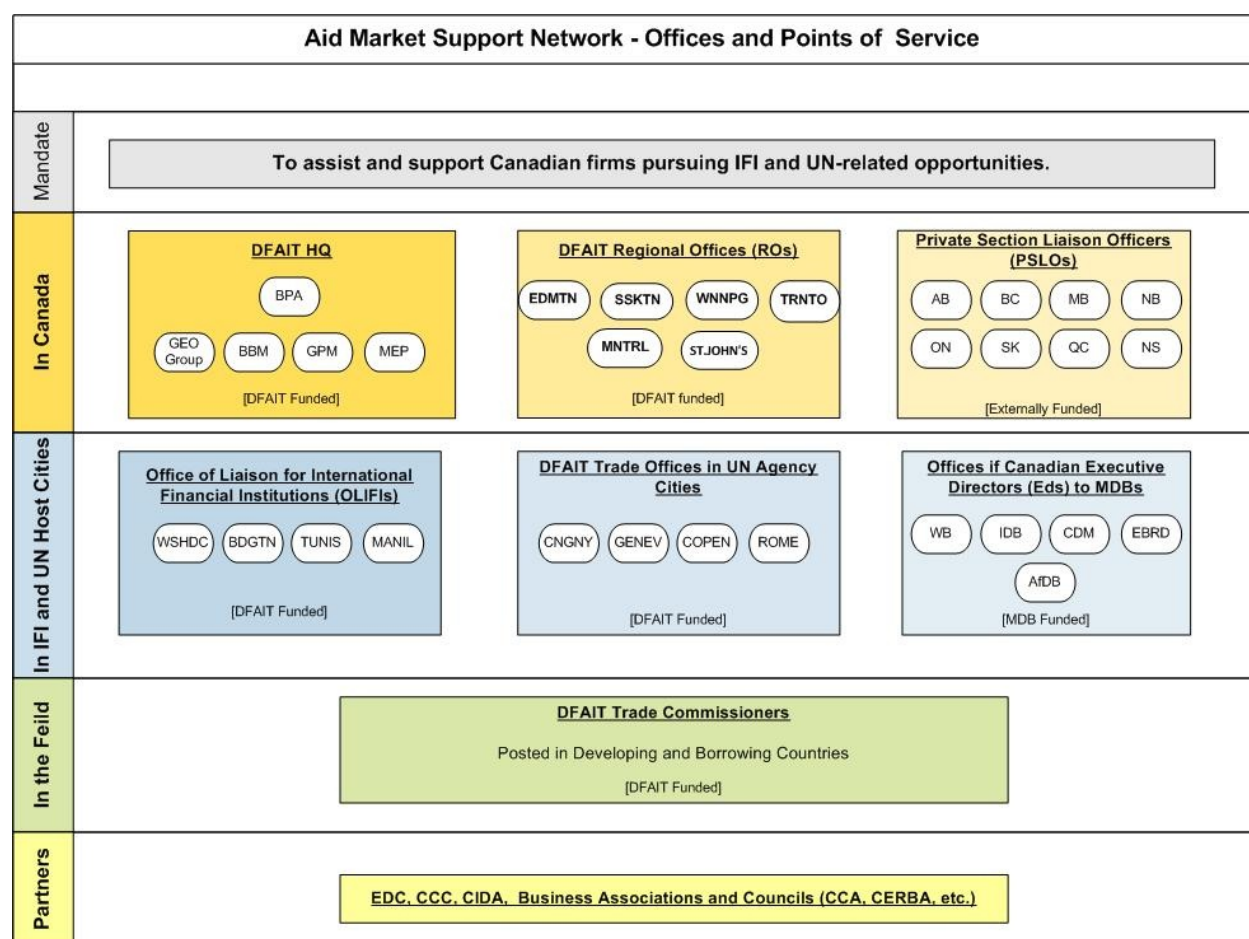 Aid Market Support Network - Offices and Points of Service
Mandate
To assist and support Canadian firms pursuing IFI and UN-related opportunities.
In Canada
DFAIT HQ
BPA
GEO
Group
BBM
GPM
MEP
[DFAIT Funded]
DFAIT Regional Offices (ROs)
EDMTN
SSKTN
WNNPG
TRNTO
MNTRL
ST.JOHN'S
[DFAIT funded]
Private Section Liaison Officers
(PSLOs)
AB
BC
MB
NB
ON
SK
QC
NS
[Externally Funded]
In IFI and UN Host Cities
Office of Liaison for International
Financial Institutions (OLIFIs)
WSHDC
BDGTN
TUNIS
MANIL
[DFAIT Funded]
DFAIT Trade Offices in UN Agency
Cities
CNGNY
GENEV
COPEN
ROME
[DFAIT Funded]
Offices if Canadian Executive
Directors (Eds) to MDBs
WB
IDB
CDM
EBRD
AfDB
[MDB Funded]
In the Feild
DFAIT Trade Commissioners
Posted in Developing and Borrowing Countries
[DFAIT Funded]
Partners
EDC, CCC, CIDA, Business Associations and Councils (CCA, CERBA, etc.)